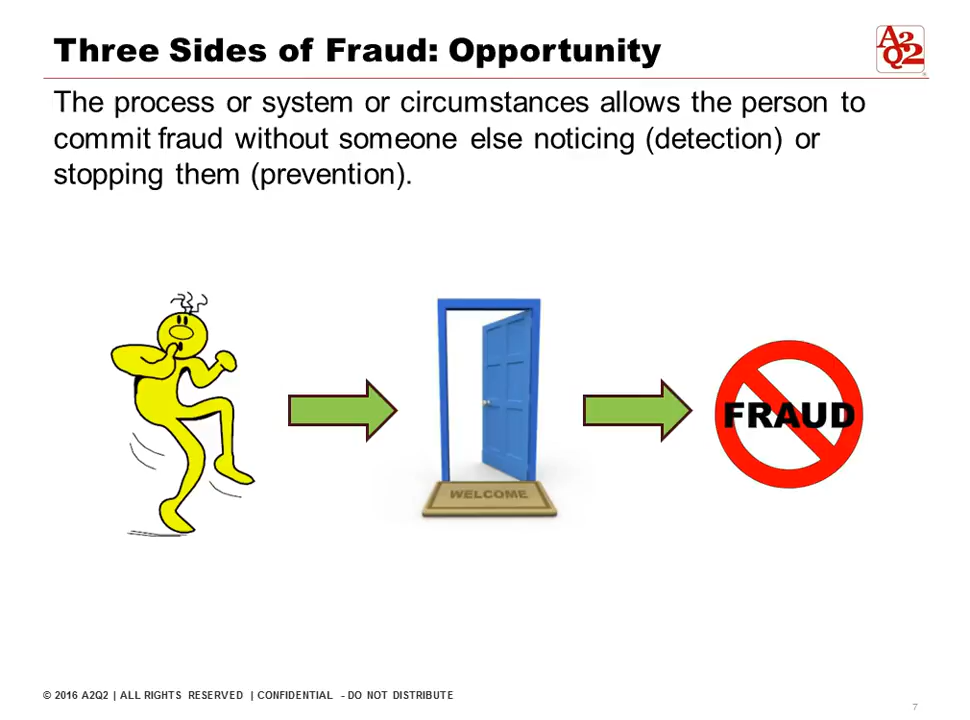 Three Sides of Fraud: Opportunity
A2Q2
The process or system or circumstances allows the person to
commit fraud without someone else noticing (detection) or
stopping them (prevention).
WELCOME
FRAUD
© 2016 A2Q2 | ALL RIGHTS RESERVED | CONFIDENTIAL - DO NOT DISTRIBUTE
7